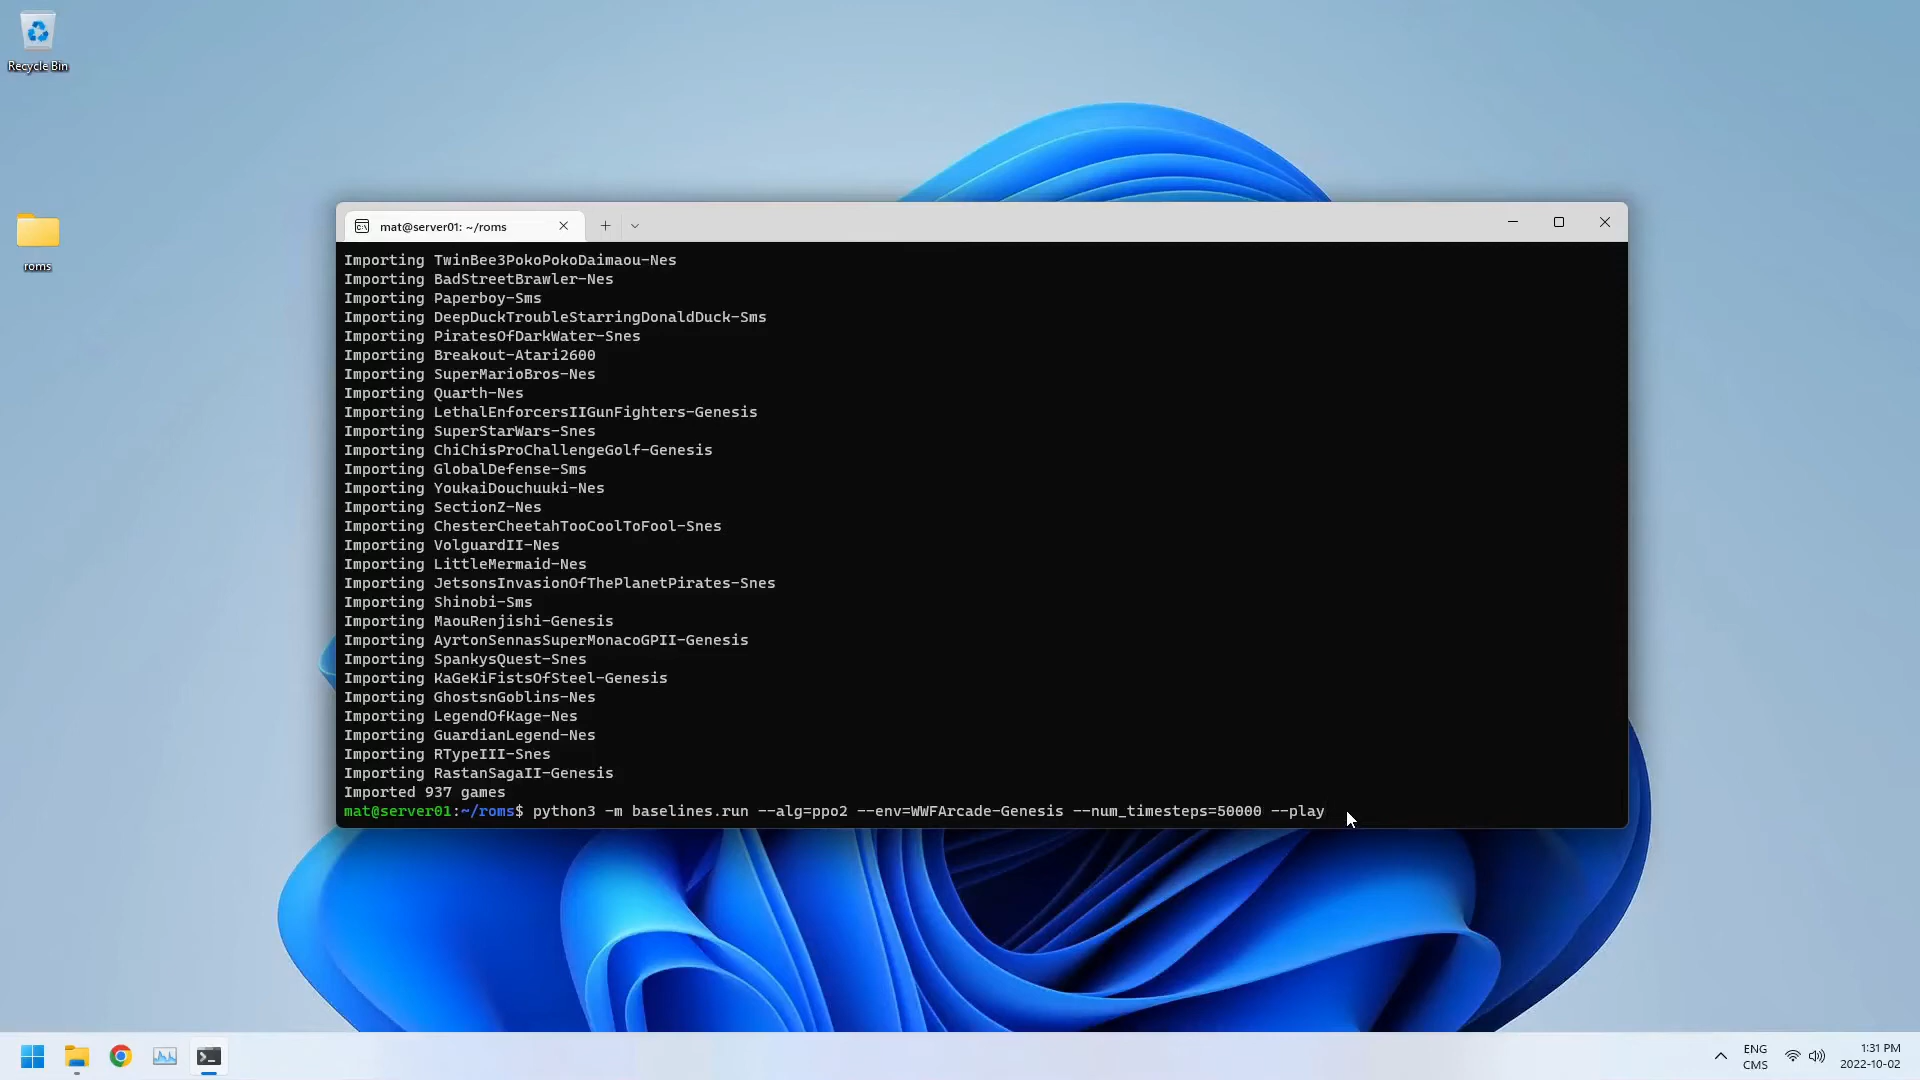 Recycle Bin
roms
mat@server01: ~/roms
Importing TwinBee3PokoPokoDaimaou-Nes
Importing BadStreetBrawler-Nes
Importing Paperboy-Sms
Importing DeepDuckTroubleStarringDonaldDuck-Sms
Importing PiratesOfDarkWater-Snes
Importing Breakout-Atari2600
Importing SuperMarioBros-Nes
Importing Quarth-Nes
Importing LethalEnforcersIIGunFighters-Genesis
Importing SuperStarWars-Snes
Importing ChiChisProChallengeGolf-Genesis
Importing GlobalDefense-Sms
Importing YoukaiDouchuuki-Nes
Importing SectionZ-Nes
Importing ChesterCheetahTooCoolToFool-Snes
Importing VolguardII-Nes
Importing LittleMermaid-Nes
Importing JetsonsInvasionOfThePlanetPirates-Snes
Importing Shinobi-Sms
Importing MaouRenjishi-Genesis
Importing AyrtonSennasSuperMonacoGPII-Genesis
Importing SpankysQuest-Snes
Importing KaGeKiFistsOfSteel-Genesis
Importing GhostsnGoblins-Nes
Importing LegendOfKage-Nes
Importing GuardianLegend-Nes
Importing RTypeIII-Snes
Importing RastanSagaII-Genesis
Imported 937 games
mat@server01:~/roms$ python3 -m baselines.run --alg=ppo2 --env=WWFArcade-Genesis --num_timesteps=50000 --play
ENG
CMS
1:31 PM
2022-10-02